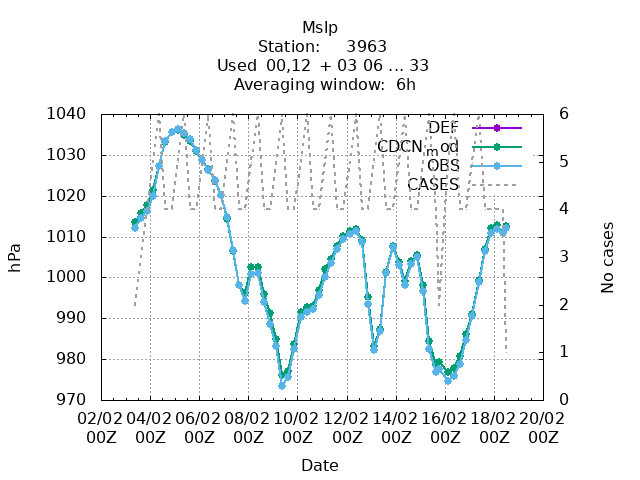 Mslp
Station: 3963
Used 00,12 + 03 06 ... 33
Averaging window: 6h
1040
1030
1020
1010
1000
990
980
970
hPa
6
5
4
3
2
1
0
No cases
DEF
CDCN_mod
OBS
CASES
02/02 04/02 06/02 08/02 10/02 12/02 14/02 16/02 18/02 20/02
00Z 00Z 00Z 00Z 00Z 00Z 00Z 00Z 00Z 00Z
Date